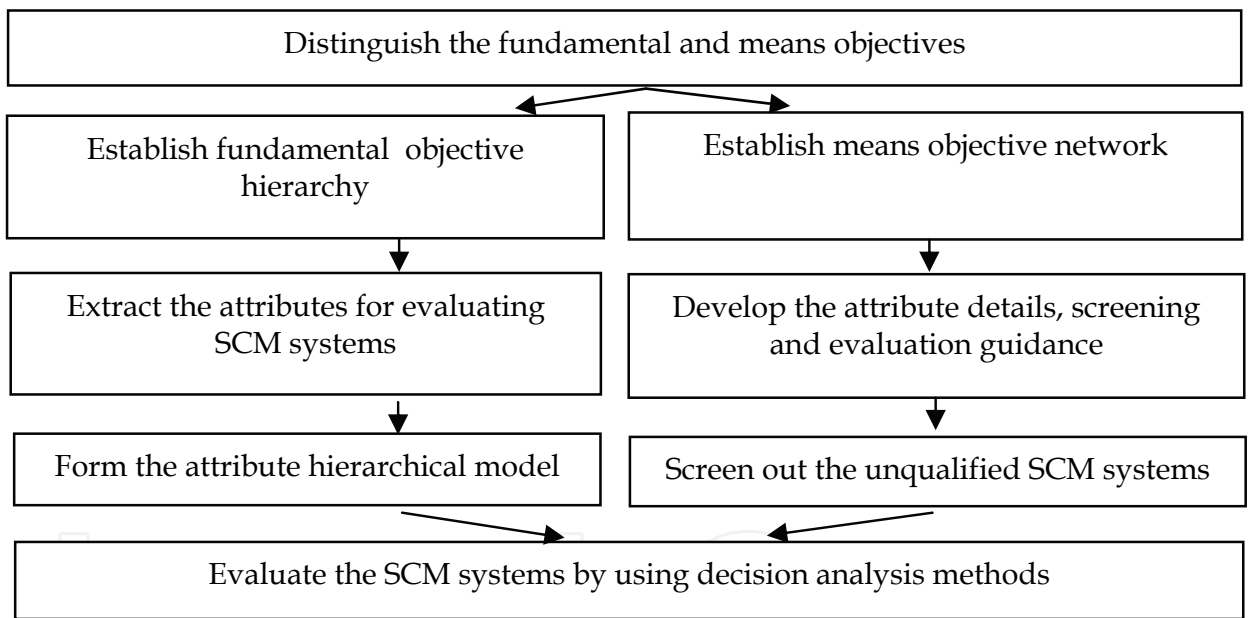 Distinguish the fundamental and means objectives
Establish fundamental objective
hierarchy
Establish means objective network
Extract the attributes for evaluating
SCM systems
Develop the attribute details, screening
and evaluation guidance
Form the attribute hierarchical model
Screen out the unqualified SCM systems
Evaluate the SCM systems by using decision analysis methods